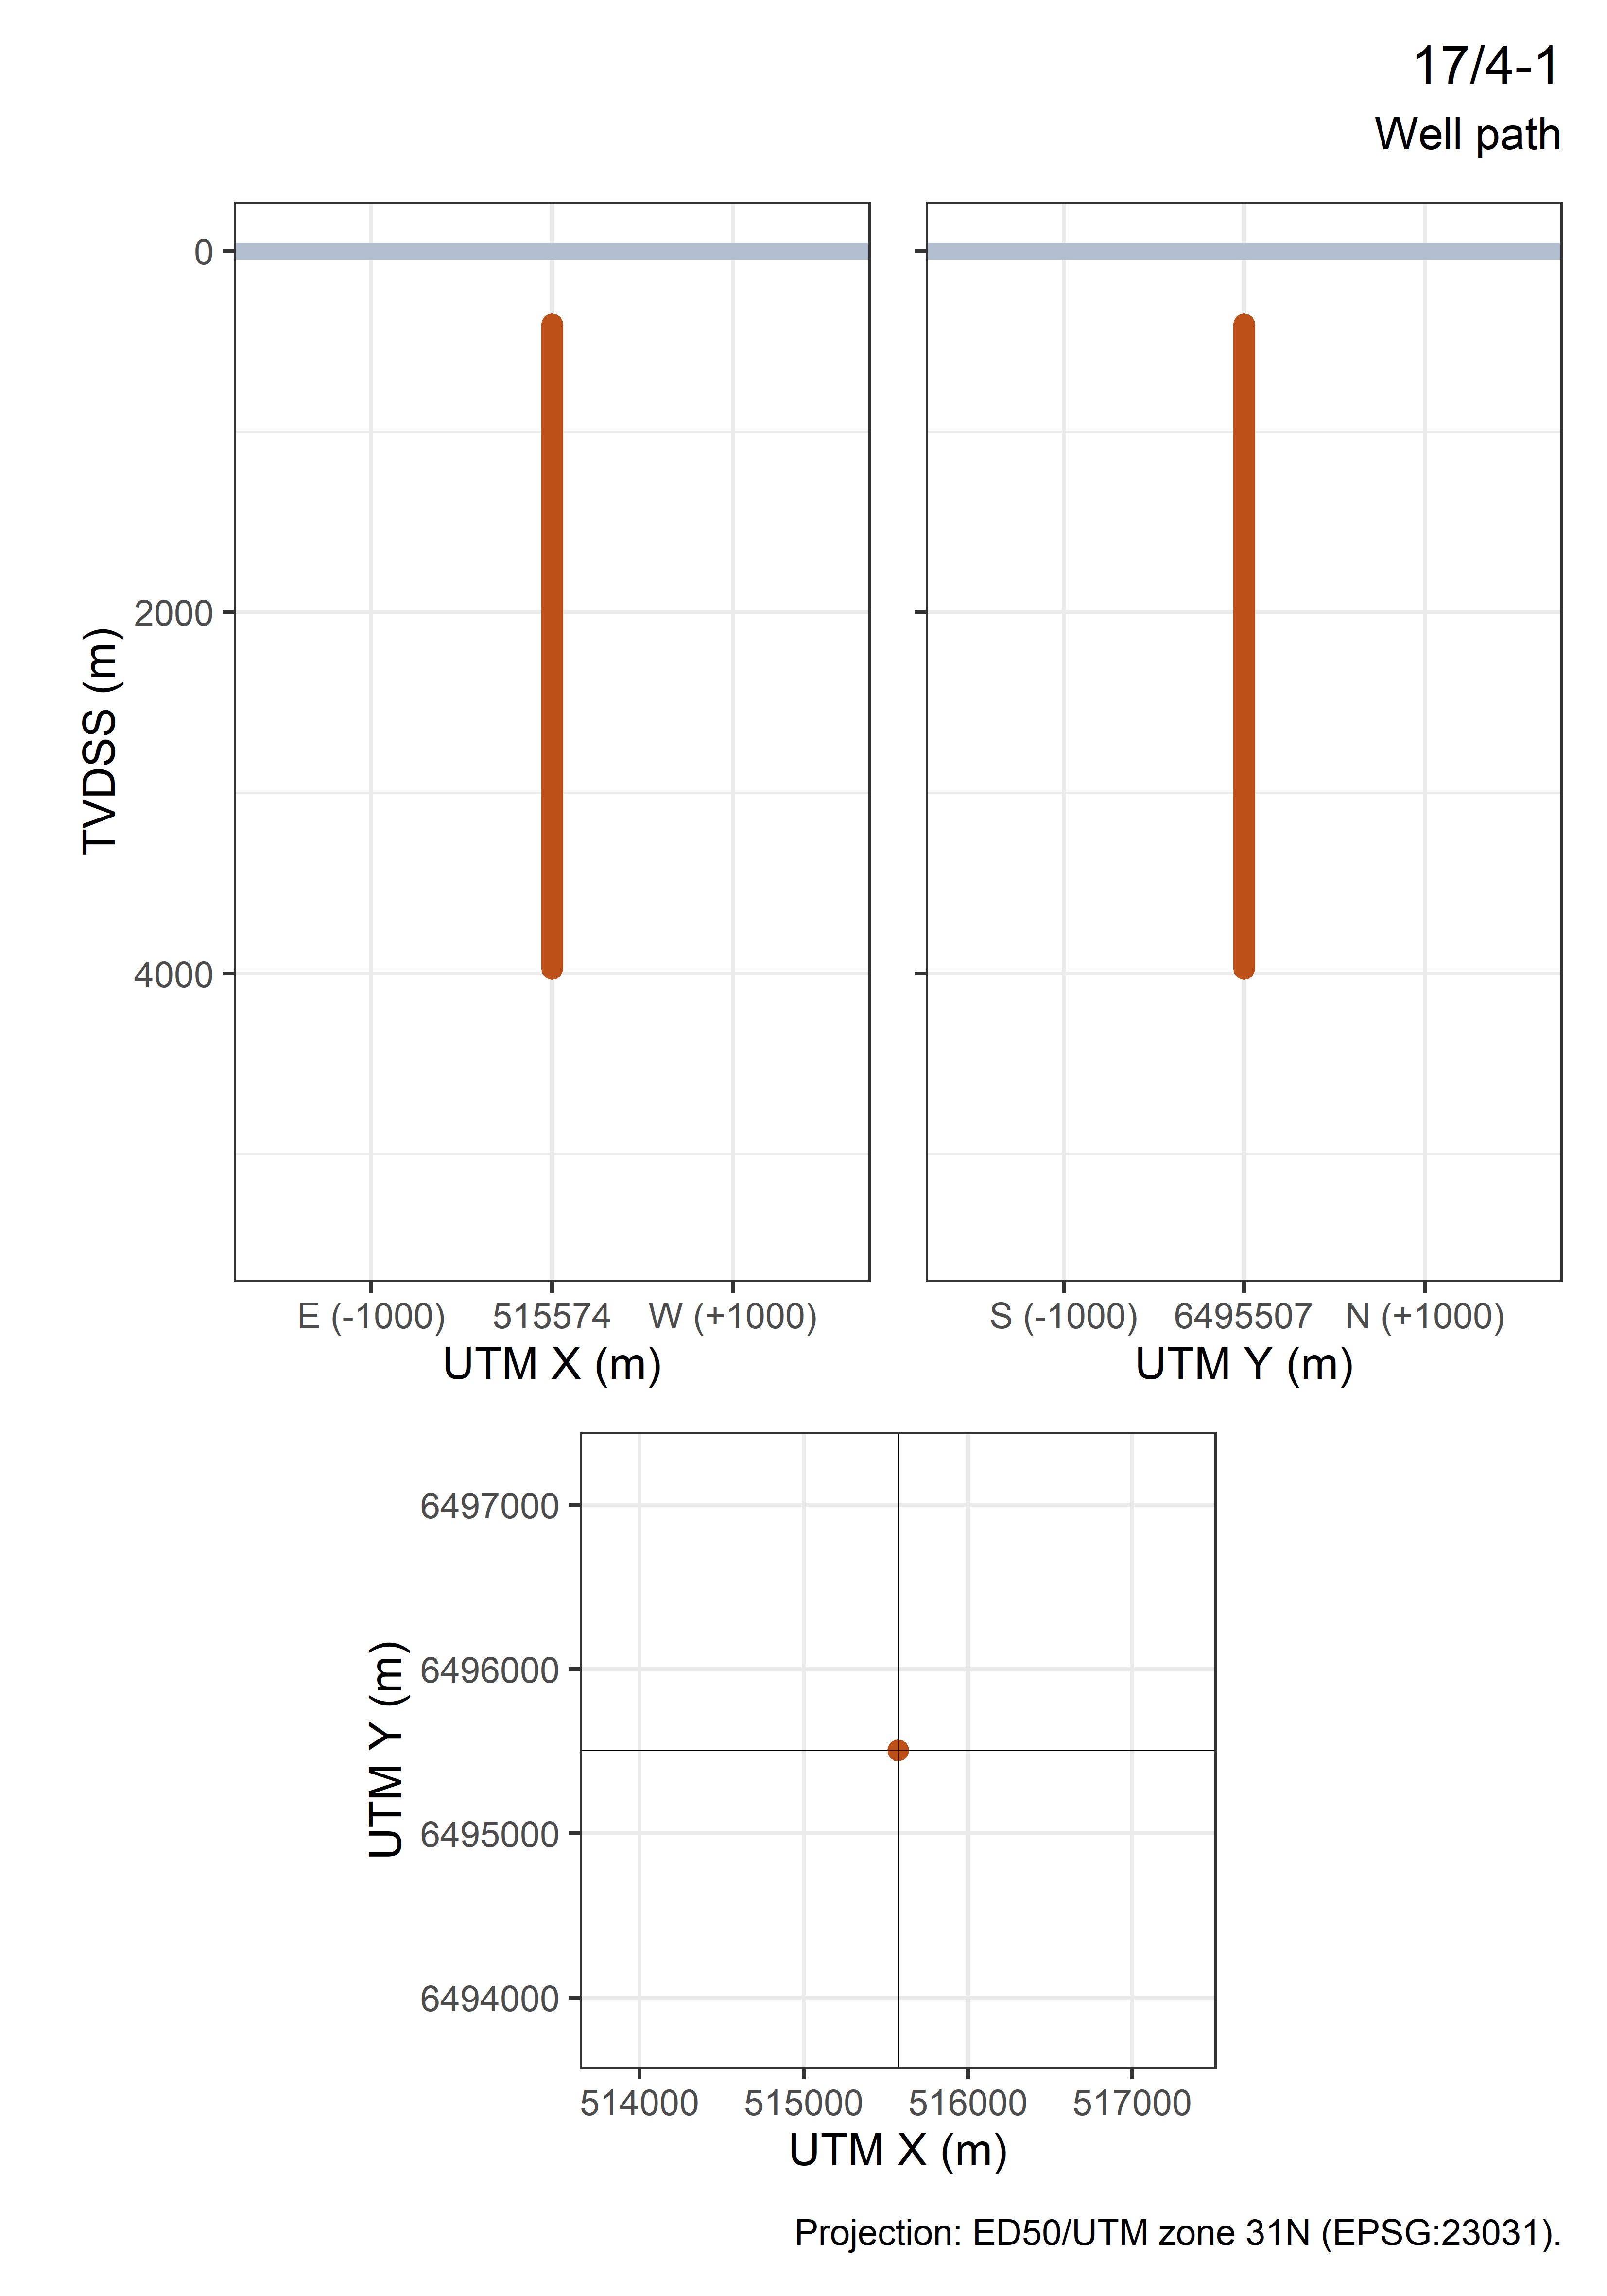 17/4-1
Well path
TVDSS (m)
0
2000
4000
E (-1000) 515574 W (+1000)
UTM X (m)
S (-1000) 6495507 N (+1000)
UTM Y (m)
UTM Y (m)
6497000
6496000
6495000
6494000
514000 515000 516000 517000
UTM X (m)
Projection: ED50/UTM zone 31N (EPSG:23031).